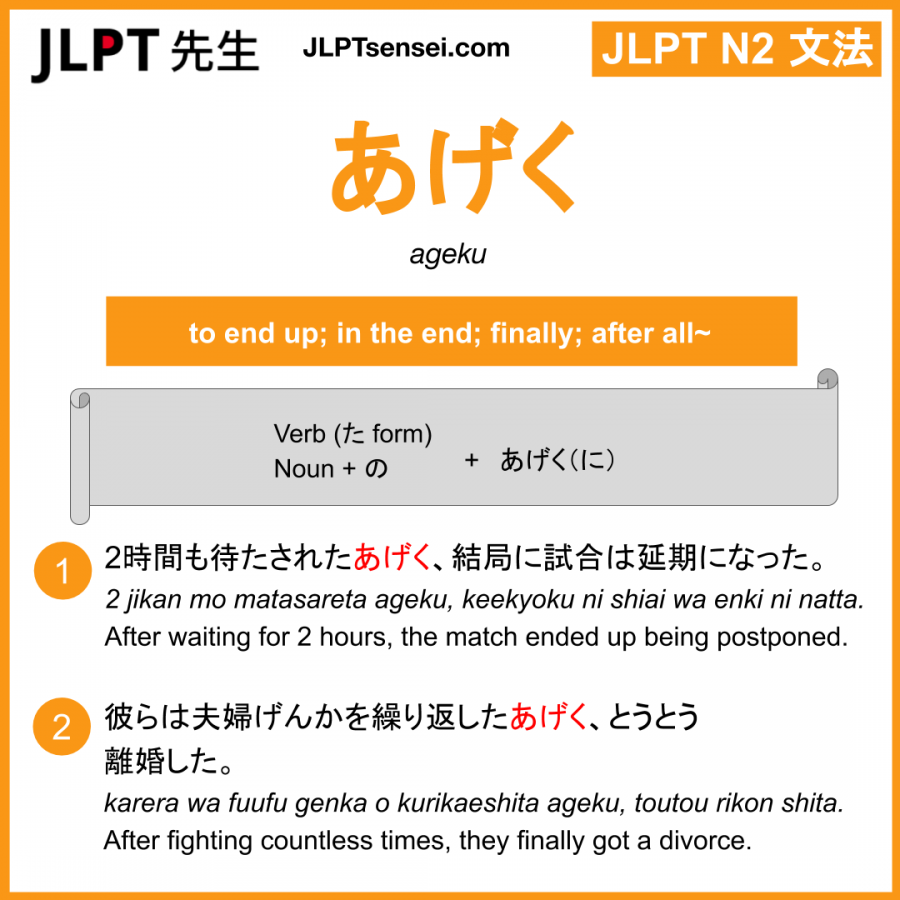 JLPT 先生
JLPTsensei.com
JLPT N2 文法
あげく
ageku
to end up; in the end; finally; after all~
Verb (た form)
Noun + の
+ あげく(に)
1
2時間も待たされたあげく、結局に試合は延期になった。
2 jikan mo matasareta ageku, keekyoku ni shiai wa enki ni natta.
After waiting for 2 hours, the match ended up being postponed.
2
彼らは夫婦げんかを繰り返したあげく、とうとう
離婚した。
karera wa fuufu genka o kurikaeshita ageku, toutou rikon shita.
After fighting countless times, they finally got a divorce.